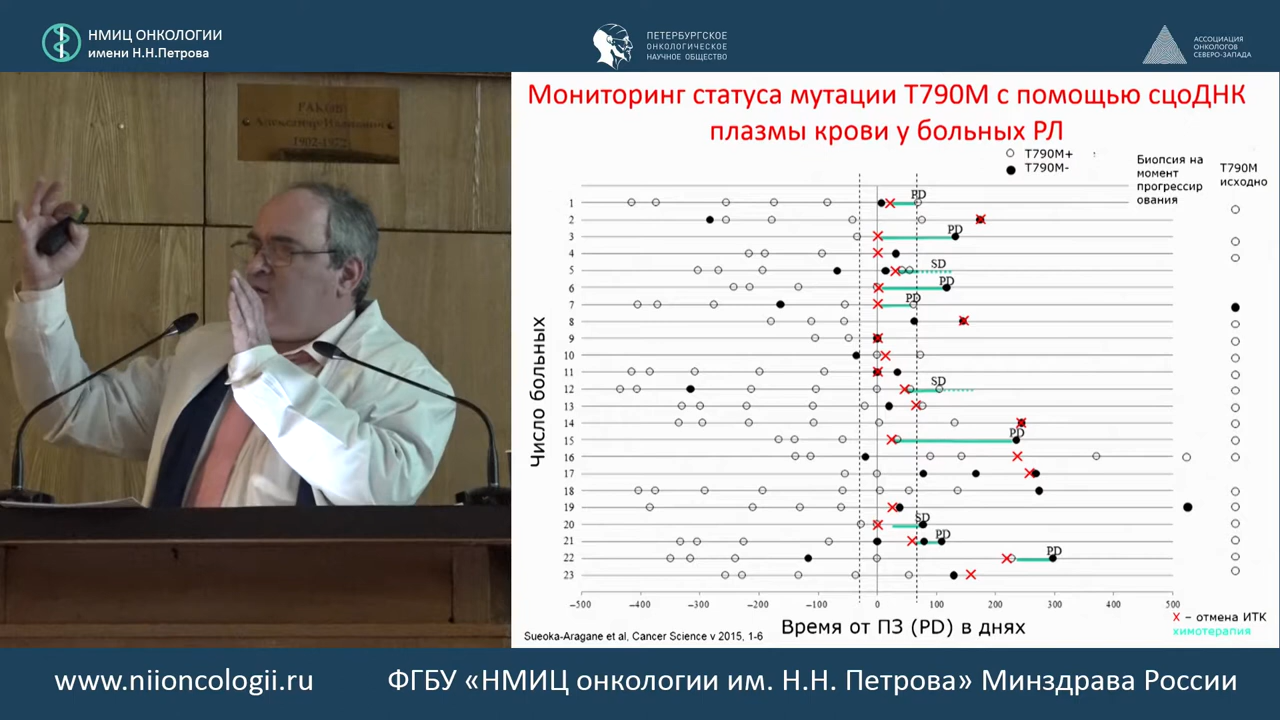 НМИЦ ОНКОЛОГИИ
имени Н.Н.Петрова
ПЕТЕРБУРГСКОЕ
ОНКОЛОГИЧЕСКОЕ
НАУЧНОЕ ОБЩЕСТВО
АССОЦИАЦИЯ
ОНКОЛОГОВ
СЕВЕРО-ЗАПАДА
РАКОВ
Александр Иванович
1902-1972
Мониторинг статуса мутации T790M с помощью сцоДНК
плазмы крови у больных РЛ
T790M+
T790M-
Биопсия на
момент
прогрессир
ования
T790M
исходно
Число больных
1 PD
2
3 PD
4
5 SD
6 PD
7 PD
8
9
10
11
12 SD
13
14
15 PD
16
17
18
19
20 SD
21 PD
22 PD
23
-500 -400 -300 -200 -100 0 100 200 300 400 500
Время от ПЗ (PD) в днях
X – отмена ИТК
химотерапия
Sueoka-Aragane et al, Cancer Science v 2015, 1-6
www.niioncologii.ru
ФГБУ «НМИЦ онкологии им. Н.Н. Петрова» Минздрава России